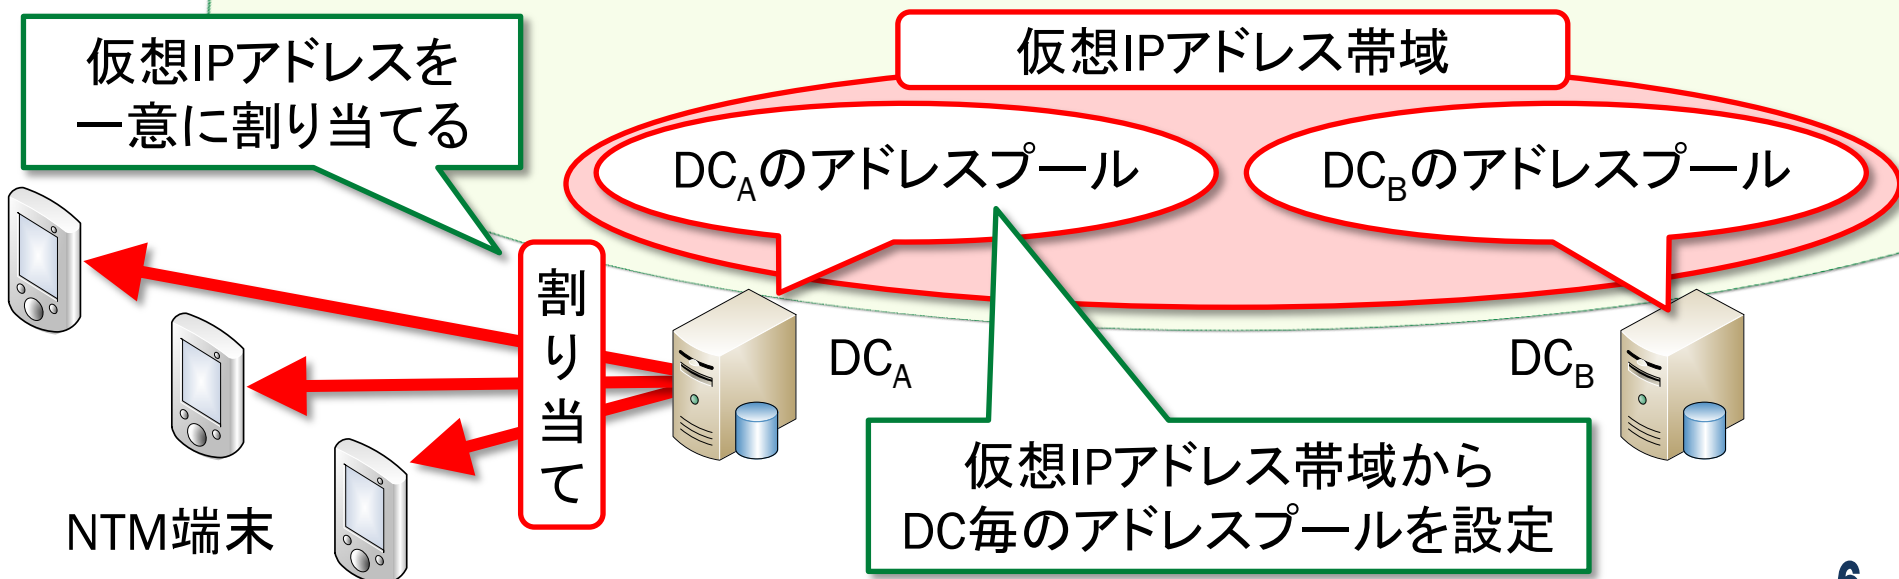 仮想IPアドレスを
一意に割り当てる
仮想IPアドレス帯域
DCAのアドレスプール
DCBのアドレスプール
割り当て
DCA
DCB
仮想IPアドレス帯域から
DC毎のアドレスプールを設定
NTM端末
6